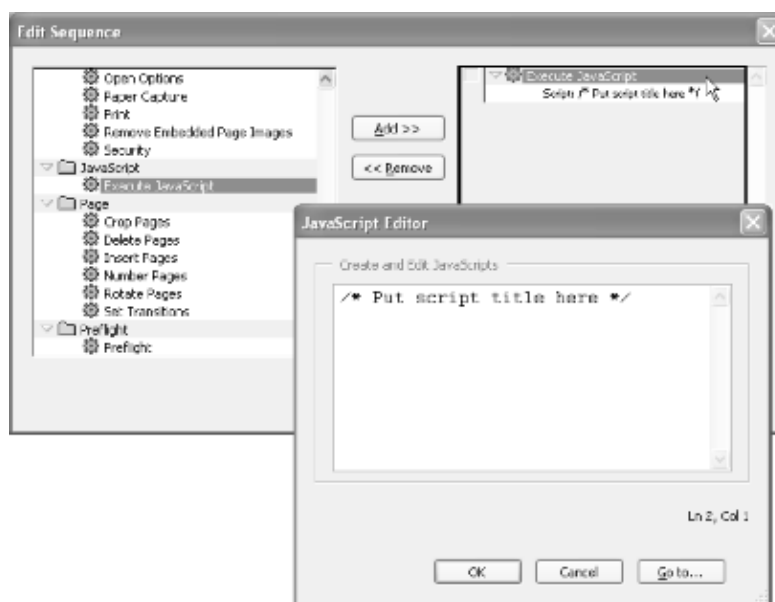 Edit Sequence
Open Options
Paper Capture
Print
Remove Embedded Page Images
Security
JavaScript
Execute JavaScript
Page
Crop Pages
Delete Pages
Insert Pages
Number Pages
Rotate Pages
Set Transitions
Preflight
Preflight
Add >>
<< Remove
Execute JavaScript
Script: /* Put script title here */
JavaScript Editor
Create and Edit JavaScripts
/* Put script title here */
Ln 2, Col 1
OK
Cancel
Go to...